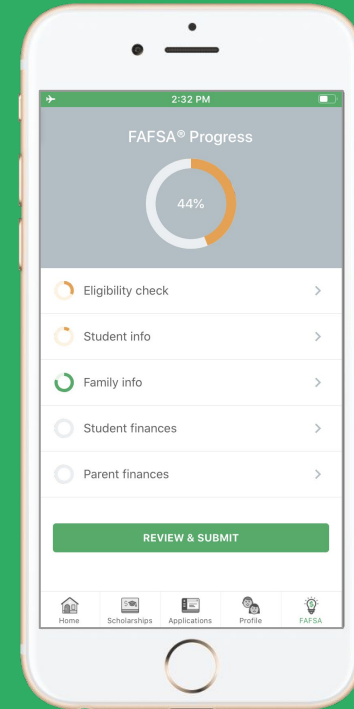 2:32 PM
FAFSA® Progress
44%
Eligibility check
Student info
Family info
Student finances
Parent finances
REVIEW & SUBMIT
Home Scholarships Applications Profile FAFSA